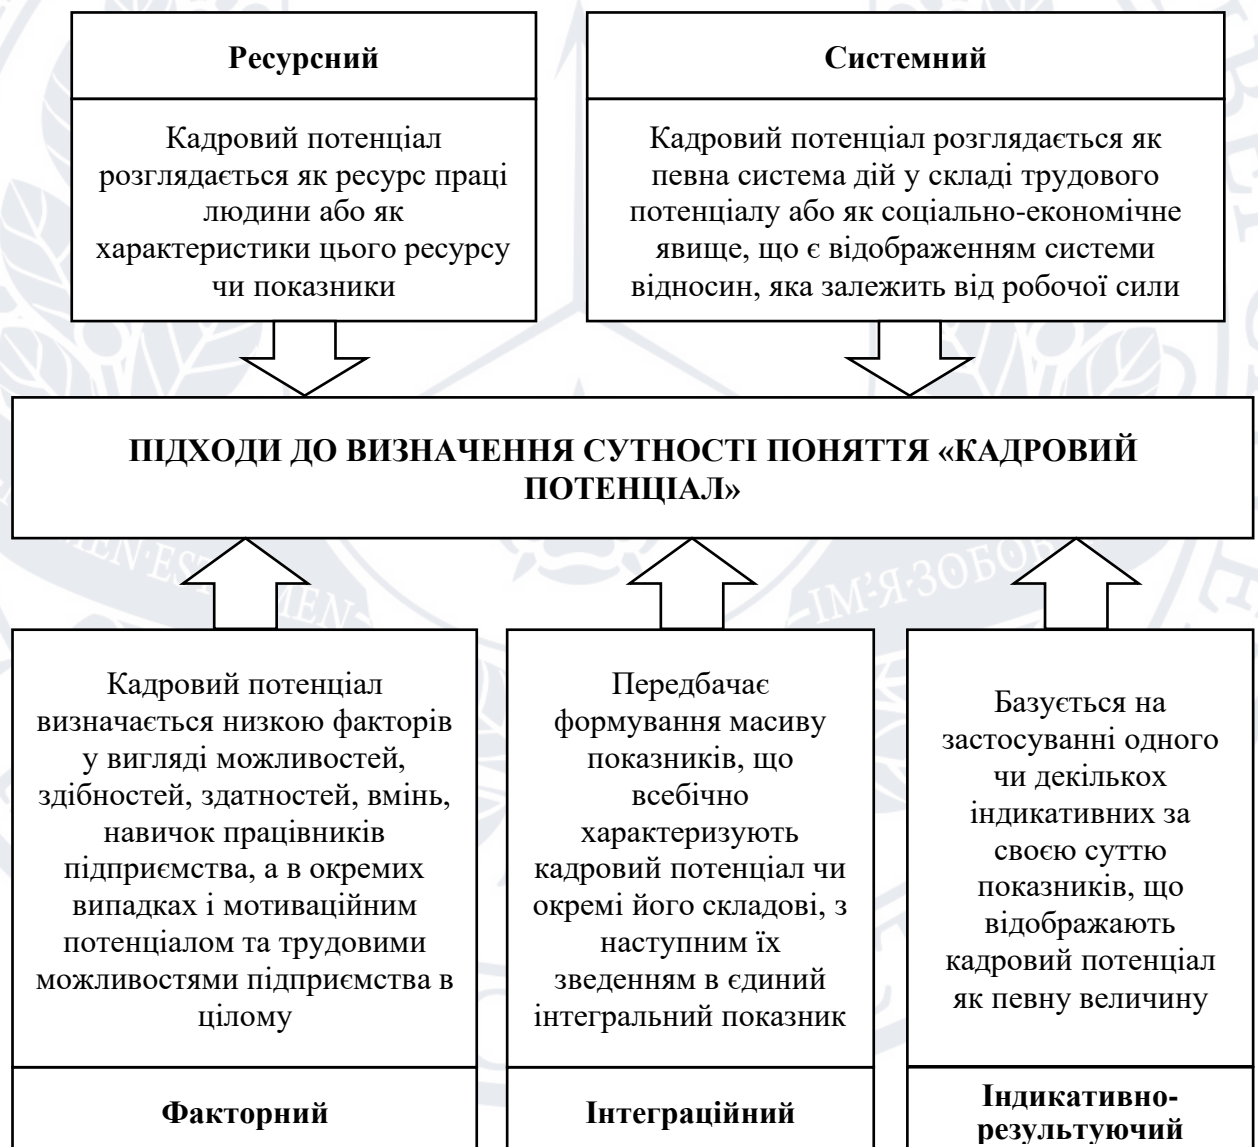 Ресурсний
Кадровий потенціал
розглядається як ресурс праці
людини або як
характеристики цього ресурсу
чи показники
Системний
Кадровий потенціал розглядається як
певна система дій у складі трудового
потенціалу або як соціально-економічне
явище, що є відображенням системи
відносин, яка залежить від робочої сили
ПІДХОДИ ДО ВИЗНАЧЕННЯ СУТНОСТІ ПОНЯТТЯ «КАДРОВИЙ
ПОТЕНЦІАЛ»
Кадровий потенціал
визначається низкою факторів
у вигляді можливостей,
здібностей, здатностей, вмінь,
навичок працівників
підприємства, а в окремих
випадках і мотиваційним
потенціалом та трудовими
можливостями підприємства в
цілому
Факторний
Передбачає
формування масиву
показників, що
всебічно
характеризують
кадровий потенціал чи
окремі його складові, з
наступним їх
зведенням в єдиний
інтегральний показник
Інтеграційний
Базується на
застосуванні одного
чи декількох
індикативних за
своєю суттю
показників, що
відображають
кадровий потенціал
як певну величину
Індикативно-
результуючий